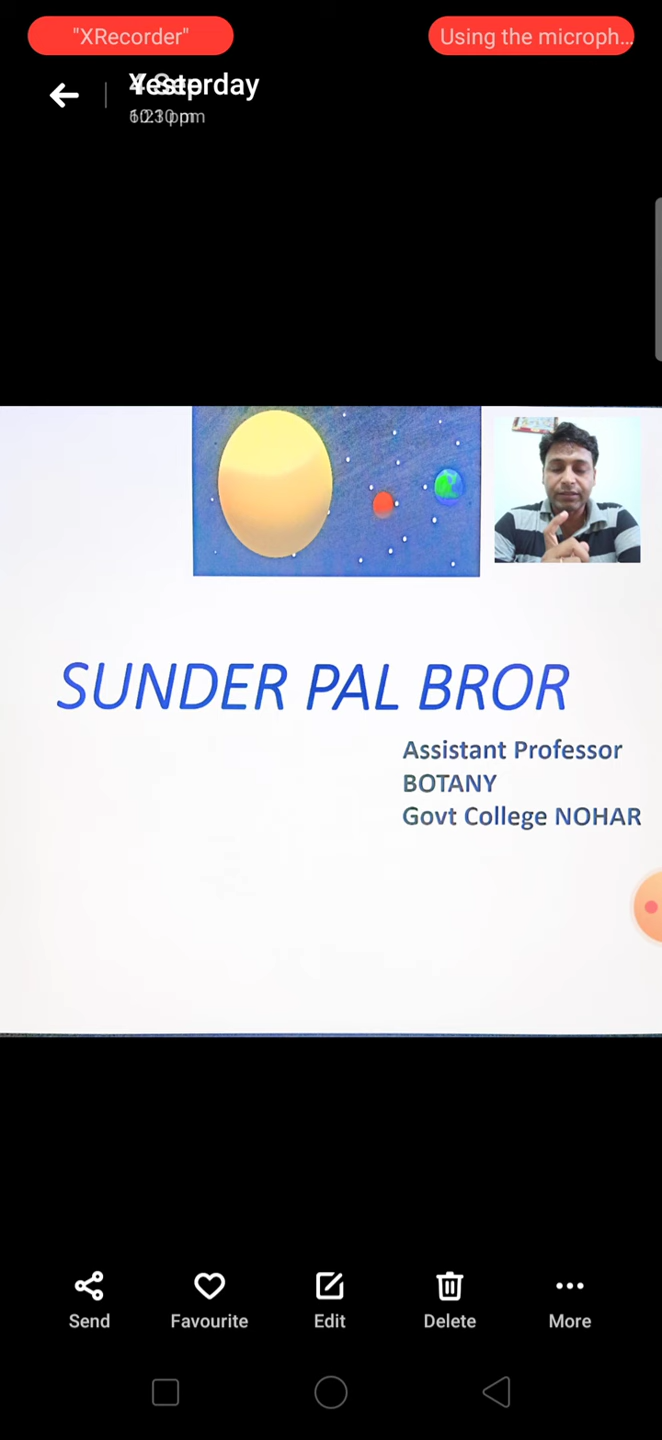 "XRecorder"
Using the microph...
SUNDER PAL BROR
Assistant Professor
BOTANY
Govt College NOHAR
Send
Favourite
Edit
Delete
More